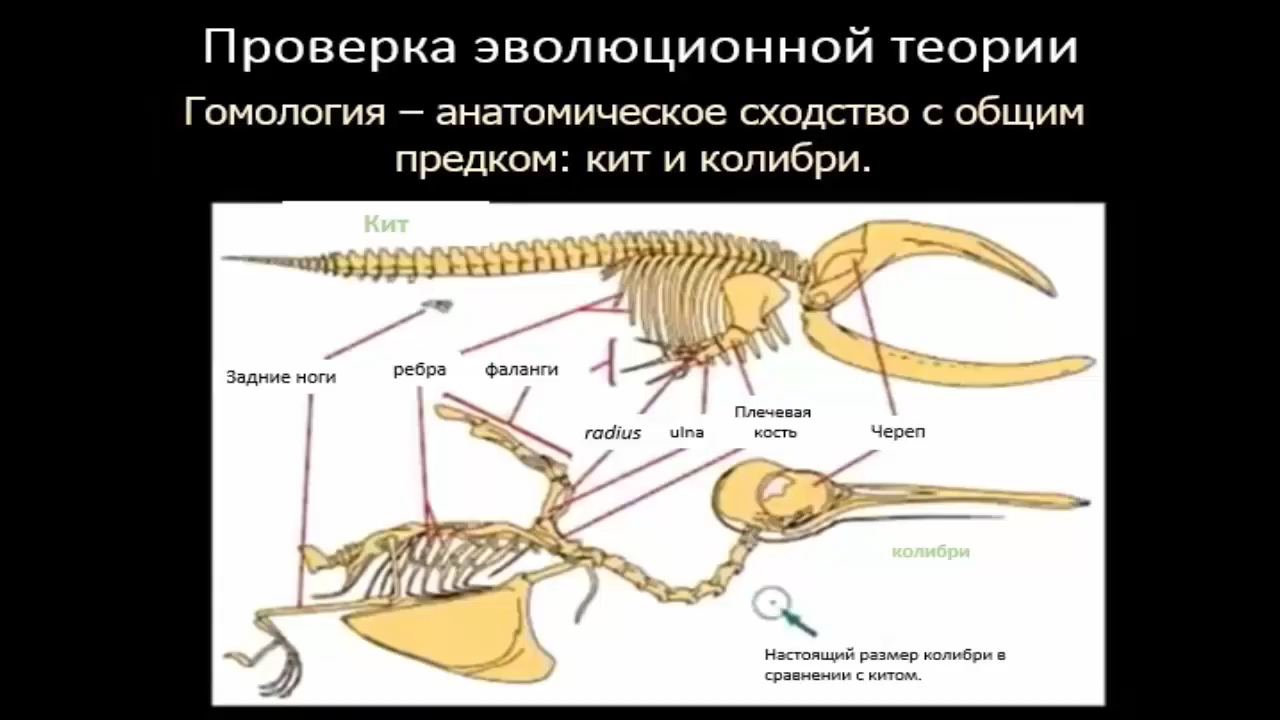 Проверка эволюционной теории
Гомология – анатомическое сходство с общим
предком: кит и колибри.
Кит
Задние ноги
ребра
фаланги
radius
ulna
Плечевая
кость
Череп
колибри
Настоящий размер колибри в
сравнении с китом.